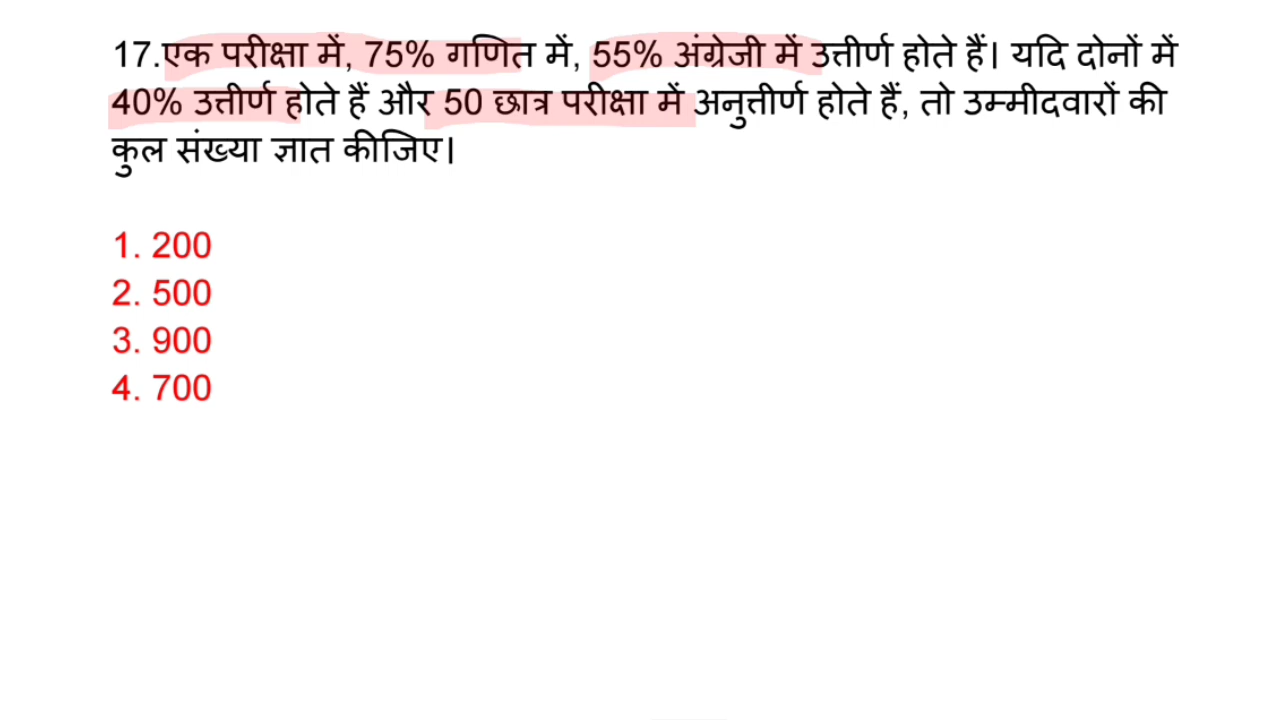 17.एक परीक्षा में, 75% गणित में, 55% अंग्रेजी में उत्तीर्ण होते हैं। यदि दोनों में
40% उत्तीर्ण होते हैं और 50 छात्र परीक्षा में अनुत्तीर्ण होते हैं, तो उम्मीदवारों की
कुल संख्या ज्ञात कीजिए।
1. 200
2. 500
3. 900
4. 700